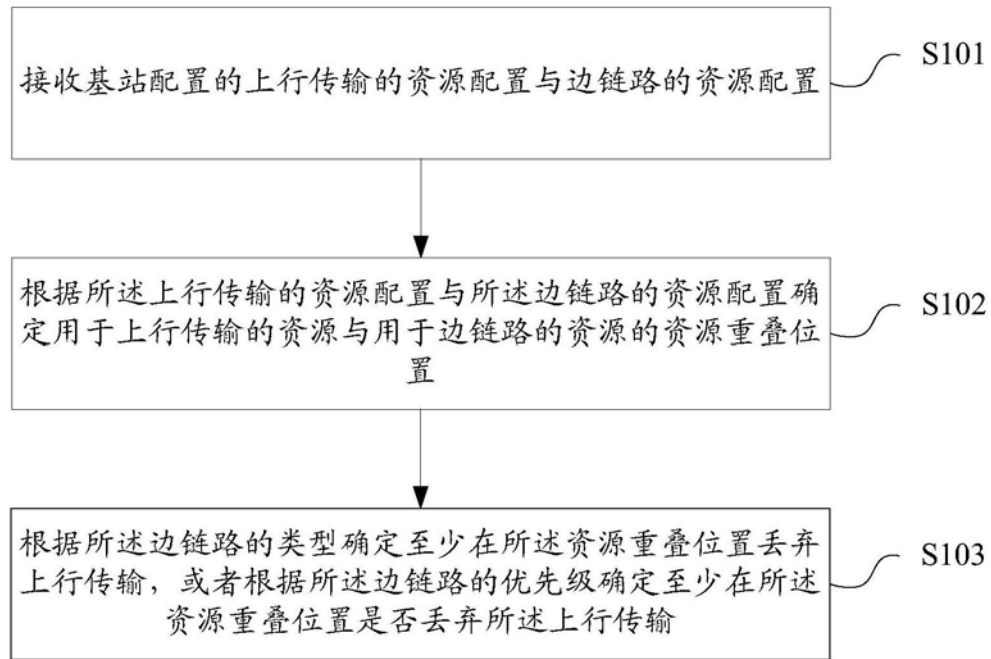 接收基站配置的上行传输的资源配置与边链路的资源配置
S101
根据所述上行传输的资源配置与所述边链路的资源配置确
定用于上行传输的资源与用于边链路的资源的资源重叠位
置
S102
根据所述边链路的类型确定至少在所述资源重叠位置丢弃
上行传输，或者根据所述边链路的优先级确定至少在所述
资源重叠位置是否丢弃所述上行传输
S103